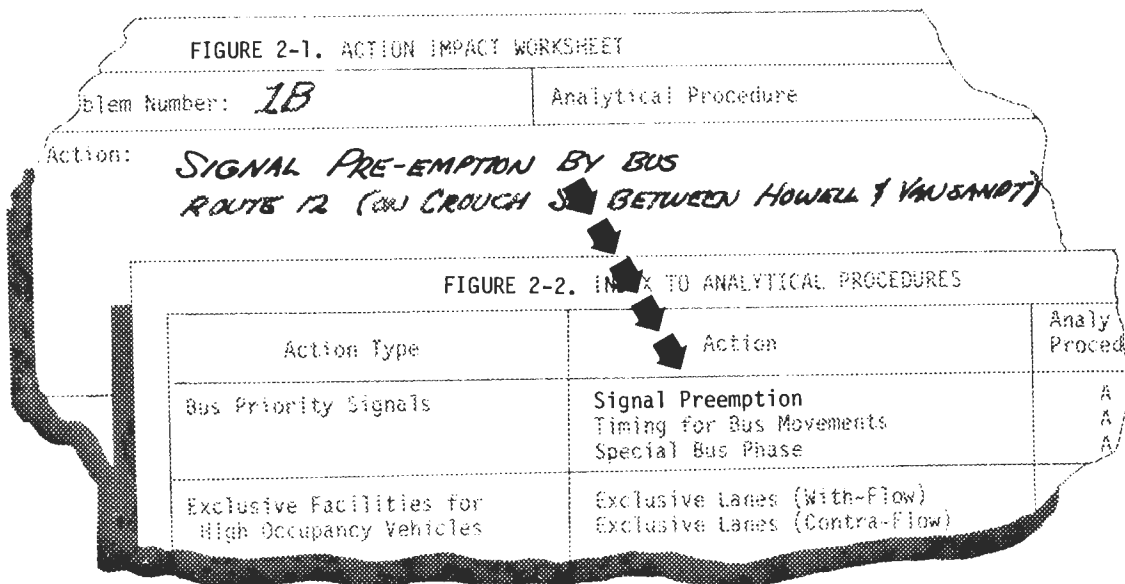 FIGURE 2-1. ACTION IMPACT WORKSHEET
blem Number: 1B
Analytical Procedure
Action:
SIGNAL PRE-EMPTION BY BUS
ROUTE 12 (ON CROUCH BETWEEN HOWELL & VANSANDT)
FIGURE 2-2. INDEX TO ANALYTICAL PROCEDURES
Action Type
Action
Analy
Proced
Bus Priority Signals
Signal Preemption
A
Timing for Bus Movements
A
Special Bus Phase
A
Exclusive Facilities for
High Occupancy Vehicles
Exclusive Lanes (With-Flow)
Exclusive Lanes (Contra-Flow)